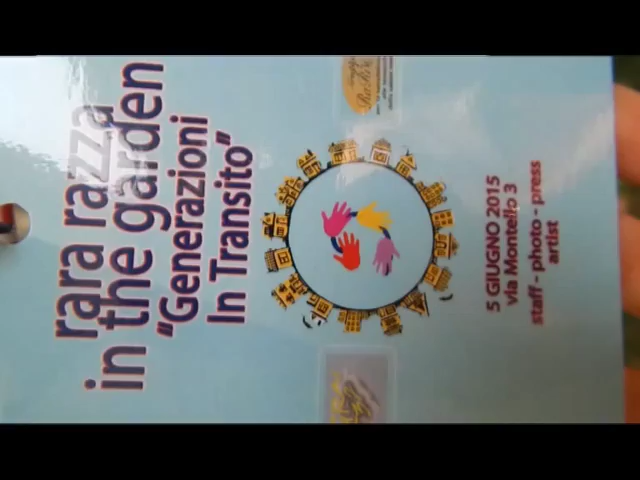 rara razza
in the garden
"Generazioni
In Transito"
5 GIUGNO 2015
via Montello 3
staff - photo - press
artist